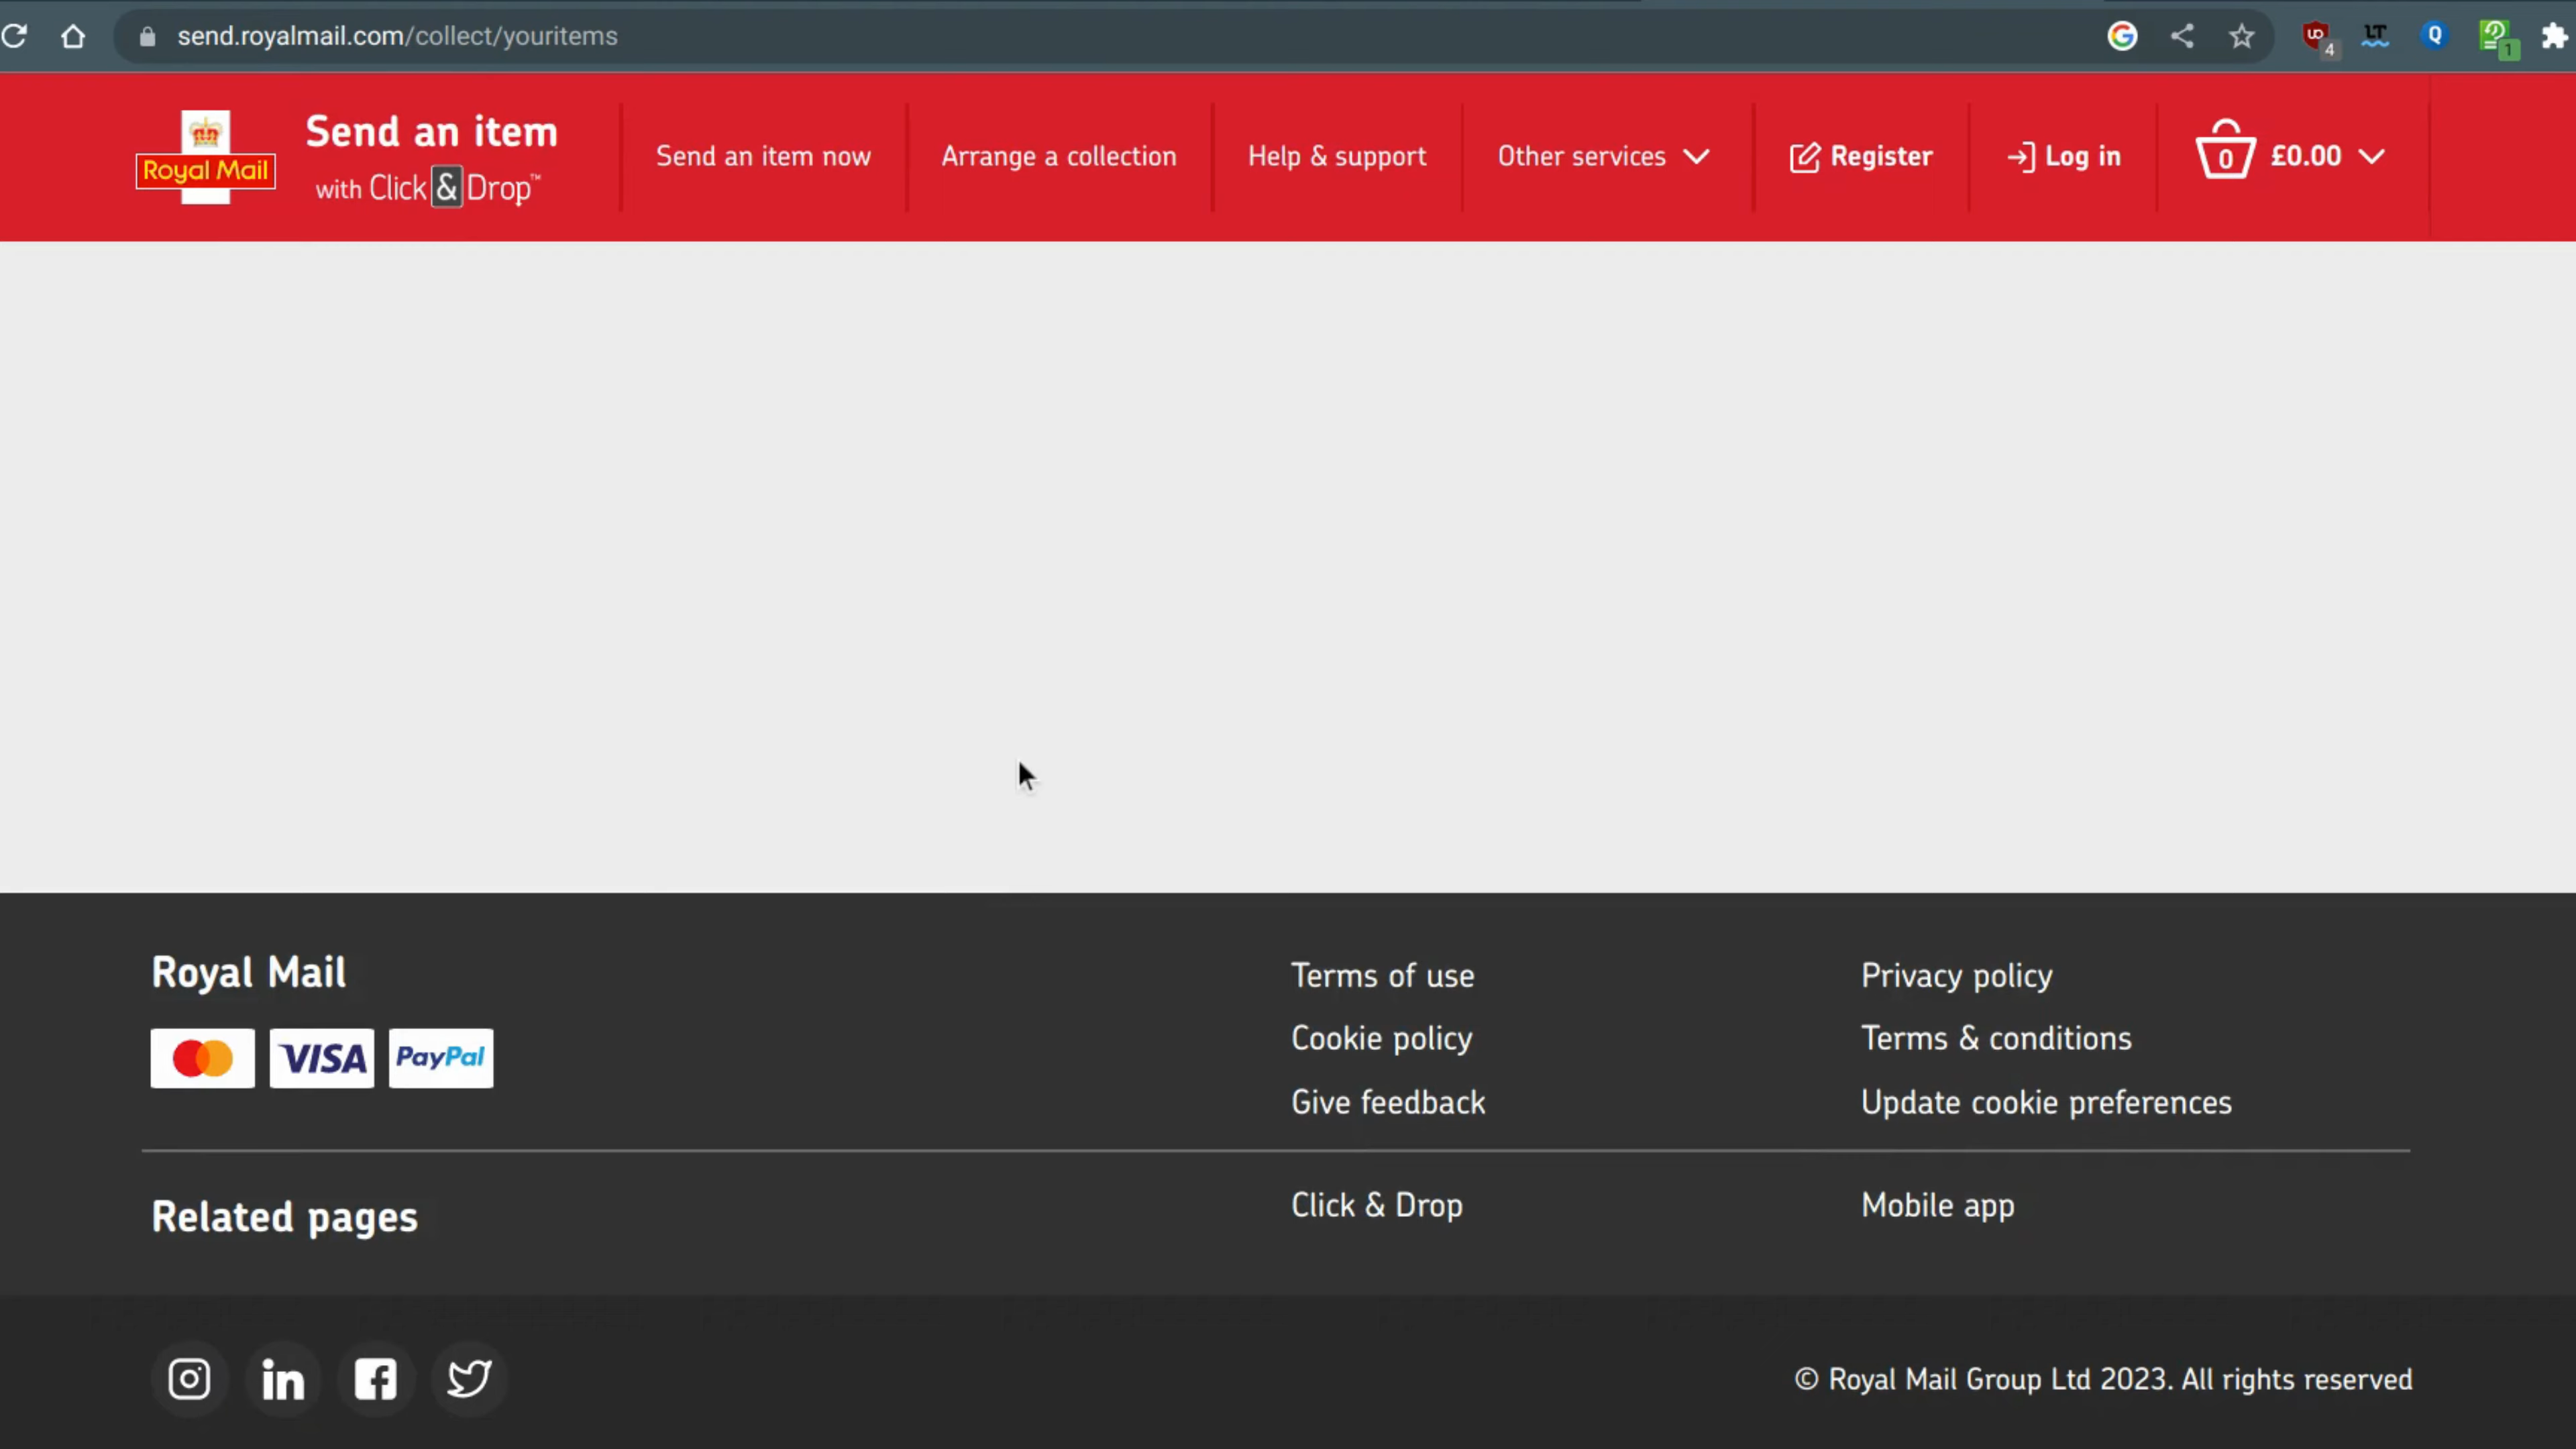 send.royalmail.com/collect/youritems
4
LT
Q
1
Royal Mail
Send an item
with Click & Drop™
Send an item now
Arrange a collection
Help & support
Other services
Register
Log in
0
£0.00
Royal Mail
VISA
PayPal
Terms of use
Privacy policy
Cookie policy
Terms & conditions
Give feedback
Update cookie preferences
Related pages
Click & Drop
Mobile app
© Royal Mail Group Ltd 2023. All rights reserved